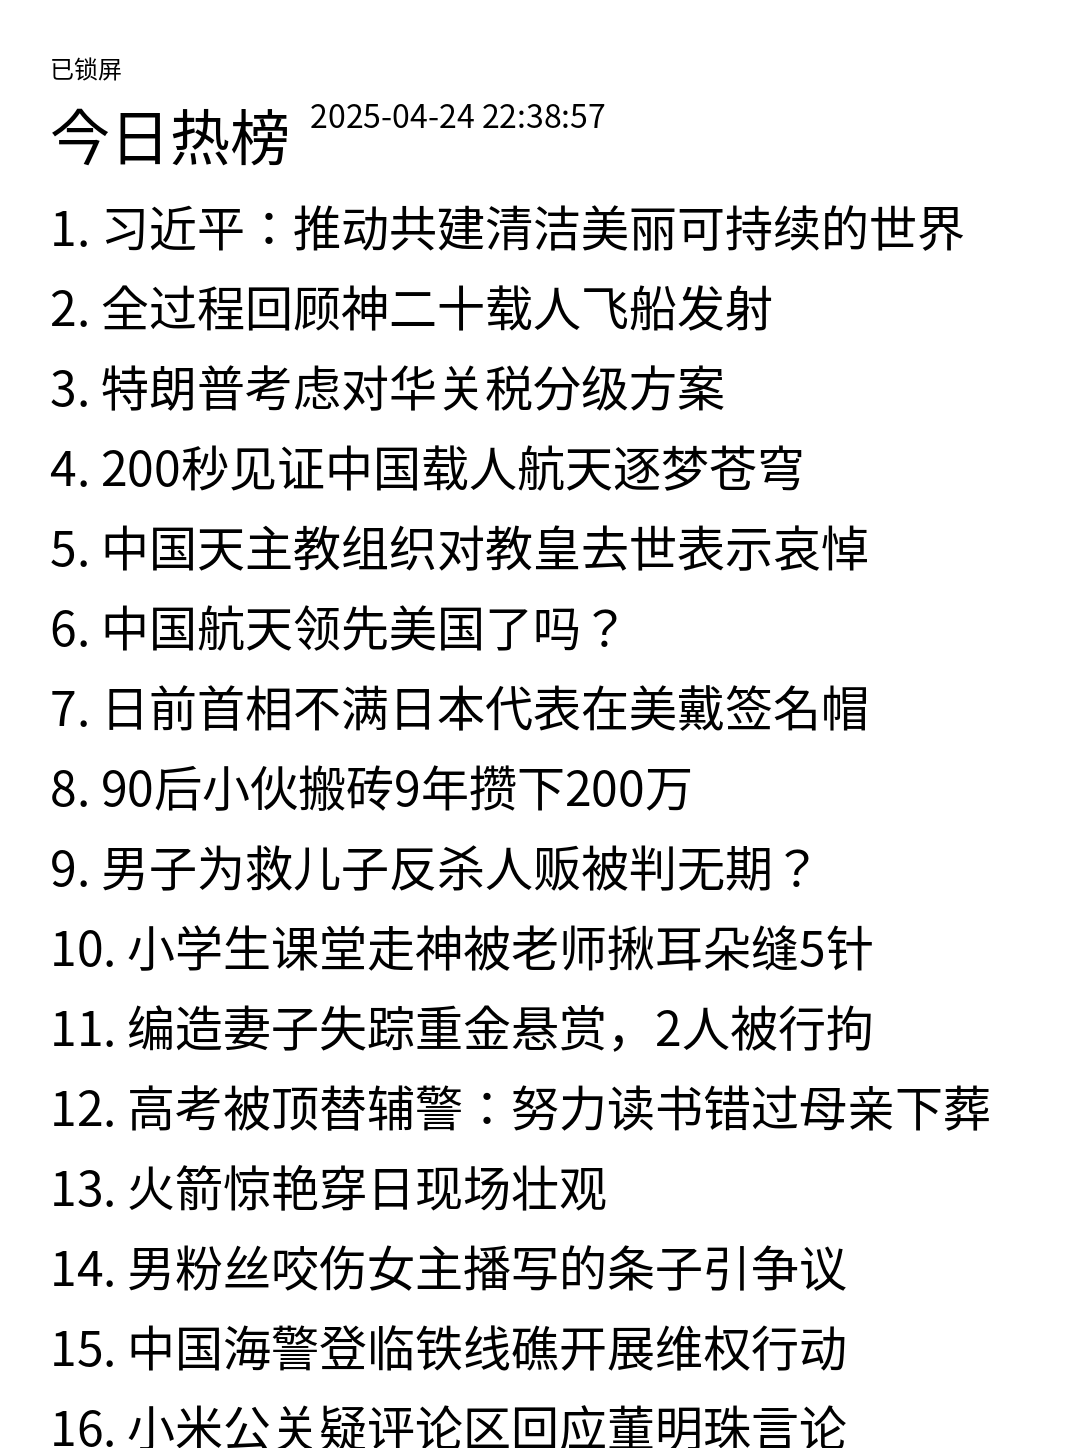 已锁屏
今日热榜 2025-04-24 22:38:57
1. 习近平：推动共建清洁美丽可持续的世界
2. 全过程回顾神二十载人飞船发射
3. 特朗普考虑对华关税分级方案
4. 200秒见证中国载人航天逐梦苍穹
5. 中国天主教组织对教皇去世表示哀悼
6. 中国航天领先美国了吗？
7. 日前首相不满日本代表在美戴签名帽
8. 90后小伙搬砖9年攒下200万
9. 男子为救儿子反杀人贩被判无期？
10. 小学生课堂走神被老师揪耳朵缝5针
11. 编造妻子失踪重金悬赏，2人被行拘
12. 高考被顶替辅警：努力读书错过母亲下葬
13. 火箭惊艳穿日现场壮观
14. 男粉丝咬伤女主播写的条子引争议
15. 中国海警登临铁线礁开展维权行动
16. 小米公关疑评论区回应董明珠言论